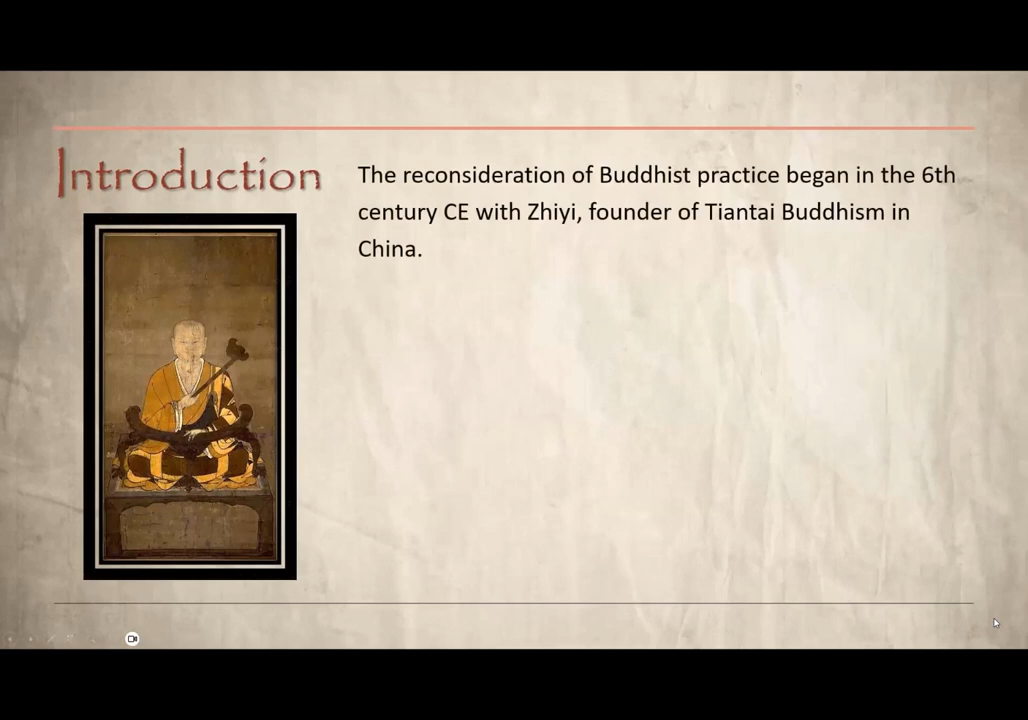 Introduction
The reconsideration of Buddhist practice began in the 6th
century CE with Zhiyi, founder of Tiantai Buddhism in
China.